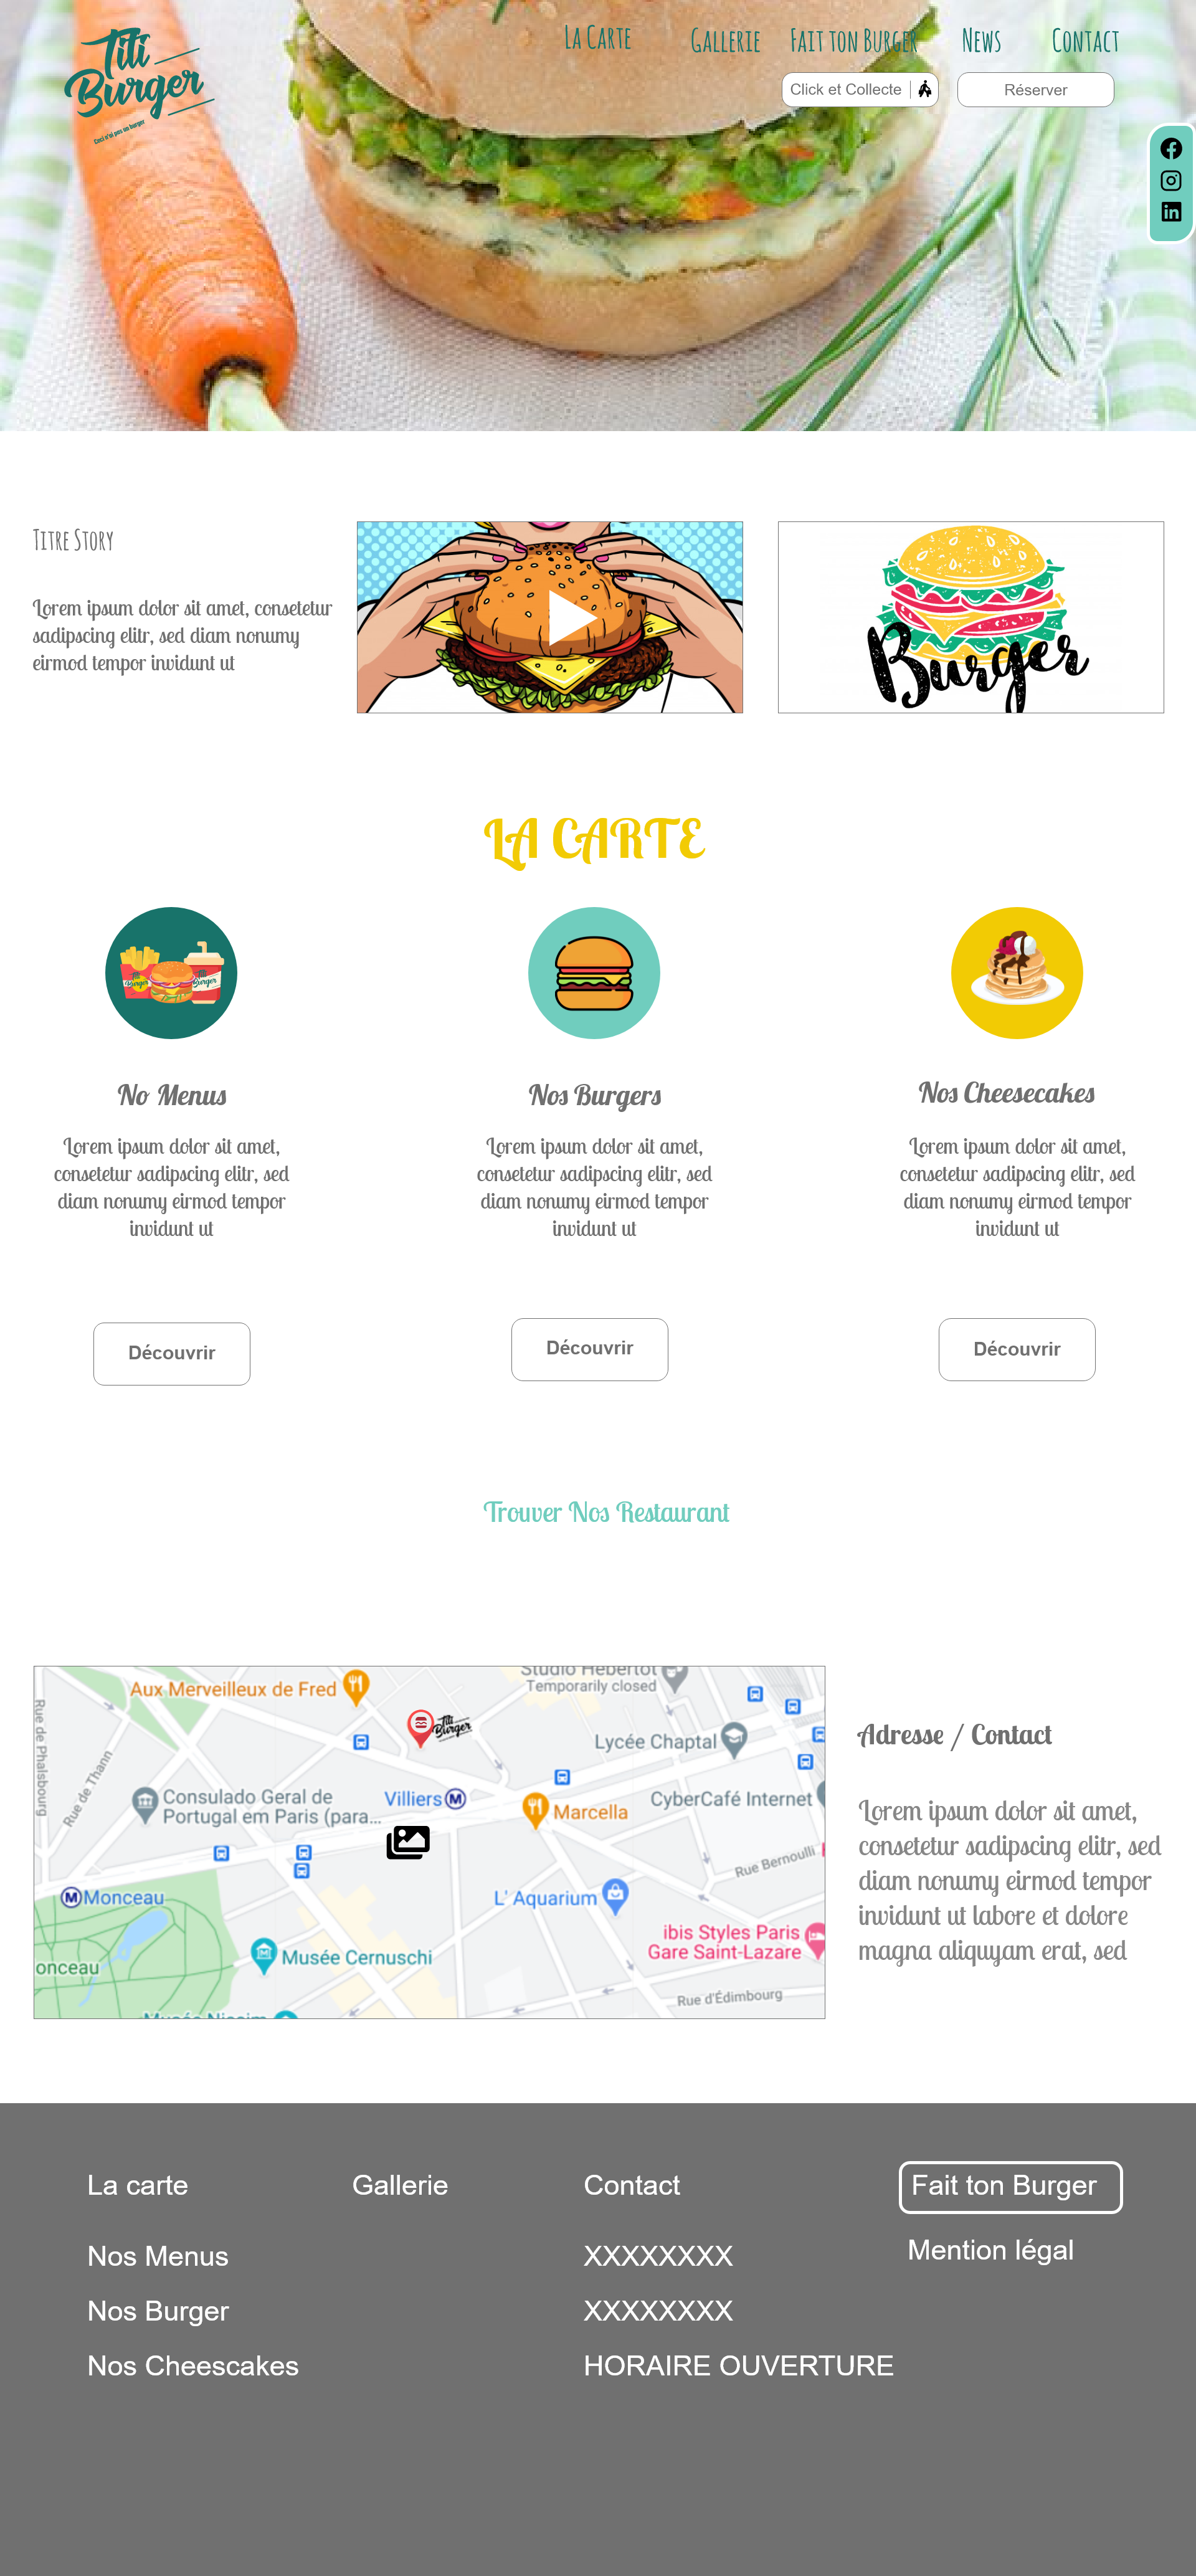 Tili
Burger
Ceci n'ai pas un burger
La Carte
Gallerie
Fait ton Burger
News
Contact
Click et Collecte
Réserver
Titre Story
Lorem ipsum dolor sit amet, consetetur
sadipscing elitr, sed diam nonumy
eirmod tempor invidunt ut
Burger
LA CARTE
No Menus
Lorem ipsum dolor sit amet,
consetetur sadipscing elitr, sed
diam nonumy eirmod tempor
invidunt ut
Découvrir
Nos Burgers
Lorem ipsum dolor sit amet,
consetetur sadipscing elitr, sed
diam nonumy eirmod tempor
invidunt ut
Découvrir
Nos Cheesecakes
Lorem ipsum dolor sit amet,
consetetur sadipscing elitr, sed
diam nonumy eirmod tempor
invidunt ut
Découvrir
Trouver Nos Restaurant
Studio Hebertot
Temporarily closed
Aux Merveilleux de Fred
Tili
Burger
Rue de Phalsbourg
Rue de Thann
Lycée Chaptal
Consulado Geral de
Portugal em Paris (para...
Villiers M
Marcella
CyberCafé Internet
Rue Bernoulli
M Monceau
L' Aquarium
ibis Styles Paris
Gare Saint-Lazare
Musée Cernuschi
onceau
Rue d'Édimbourg
Musée Nissim
Adresse / Contact
Lorem ipsum dolor sit amet,
consetetur sadipscing elitr, sed
diam nonumy eirmod tempor
invidunt ut labore et dolore
magna aliquyam erat, sed
La carte
Nos Menus
Nos Burger
Nos Cheescakes
Gallerie
Contact
XXXXXXXX
XXXXXXXX
HORAIRE OUVERTURE
Fait ton Burger
Mention légal